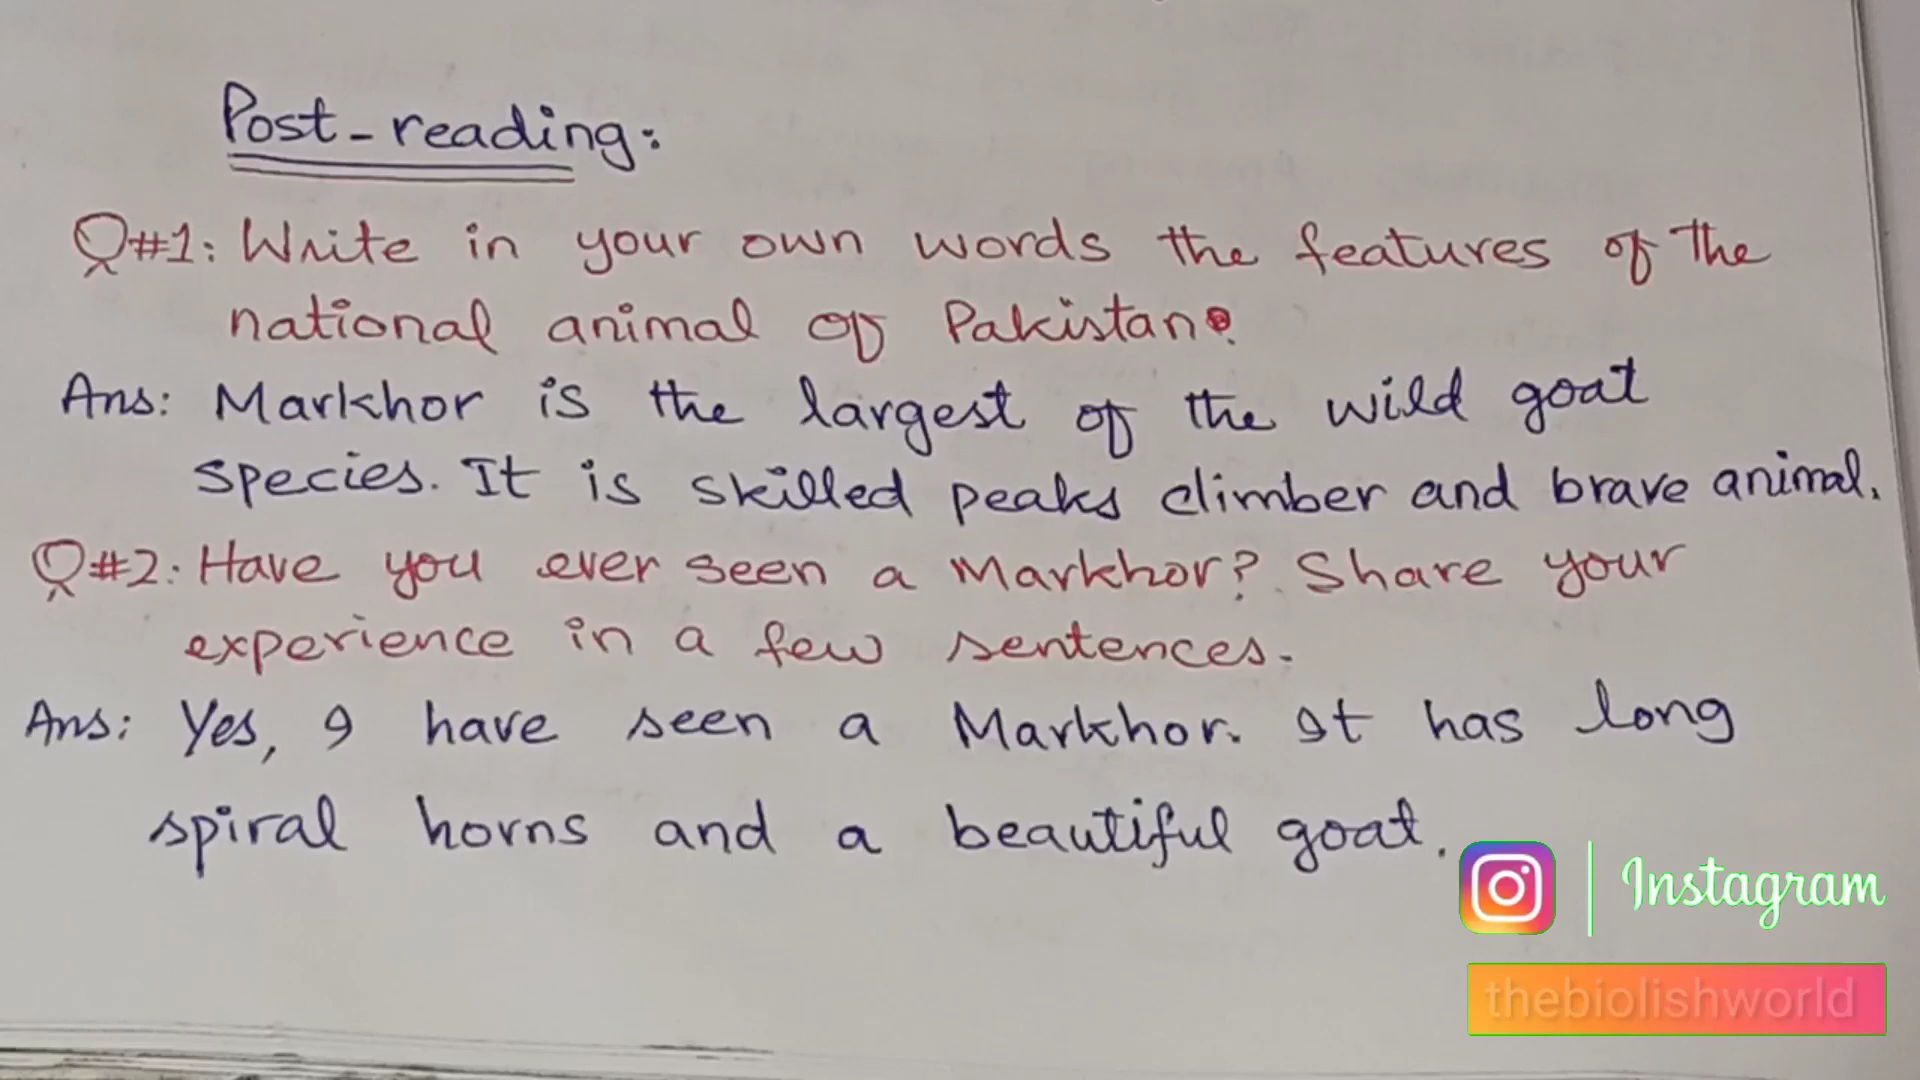 Post-reading:
Q#1: Write in your own words the features of the
national animal of Pakistan.
Ans: Markhor is the largest of the wild goat
species. It is skilled peaks climber and brave animal.
Q#2: Have you ever seen a Markhor? Share your
experience in a few sentences.
Ans: Yes, I have seen a Markhor. It has long
spiral horns and a beautiful goat.
Instagram
thebiolishworld